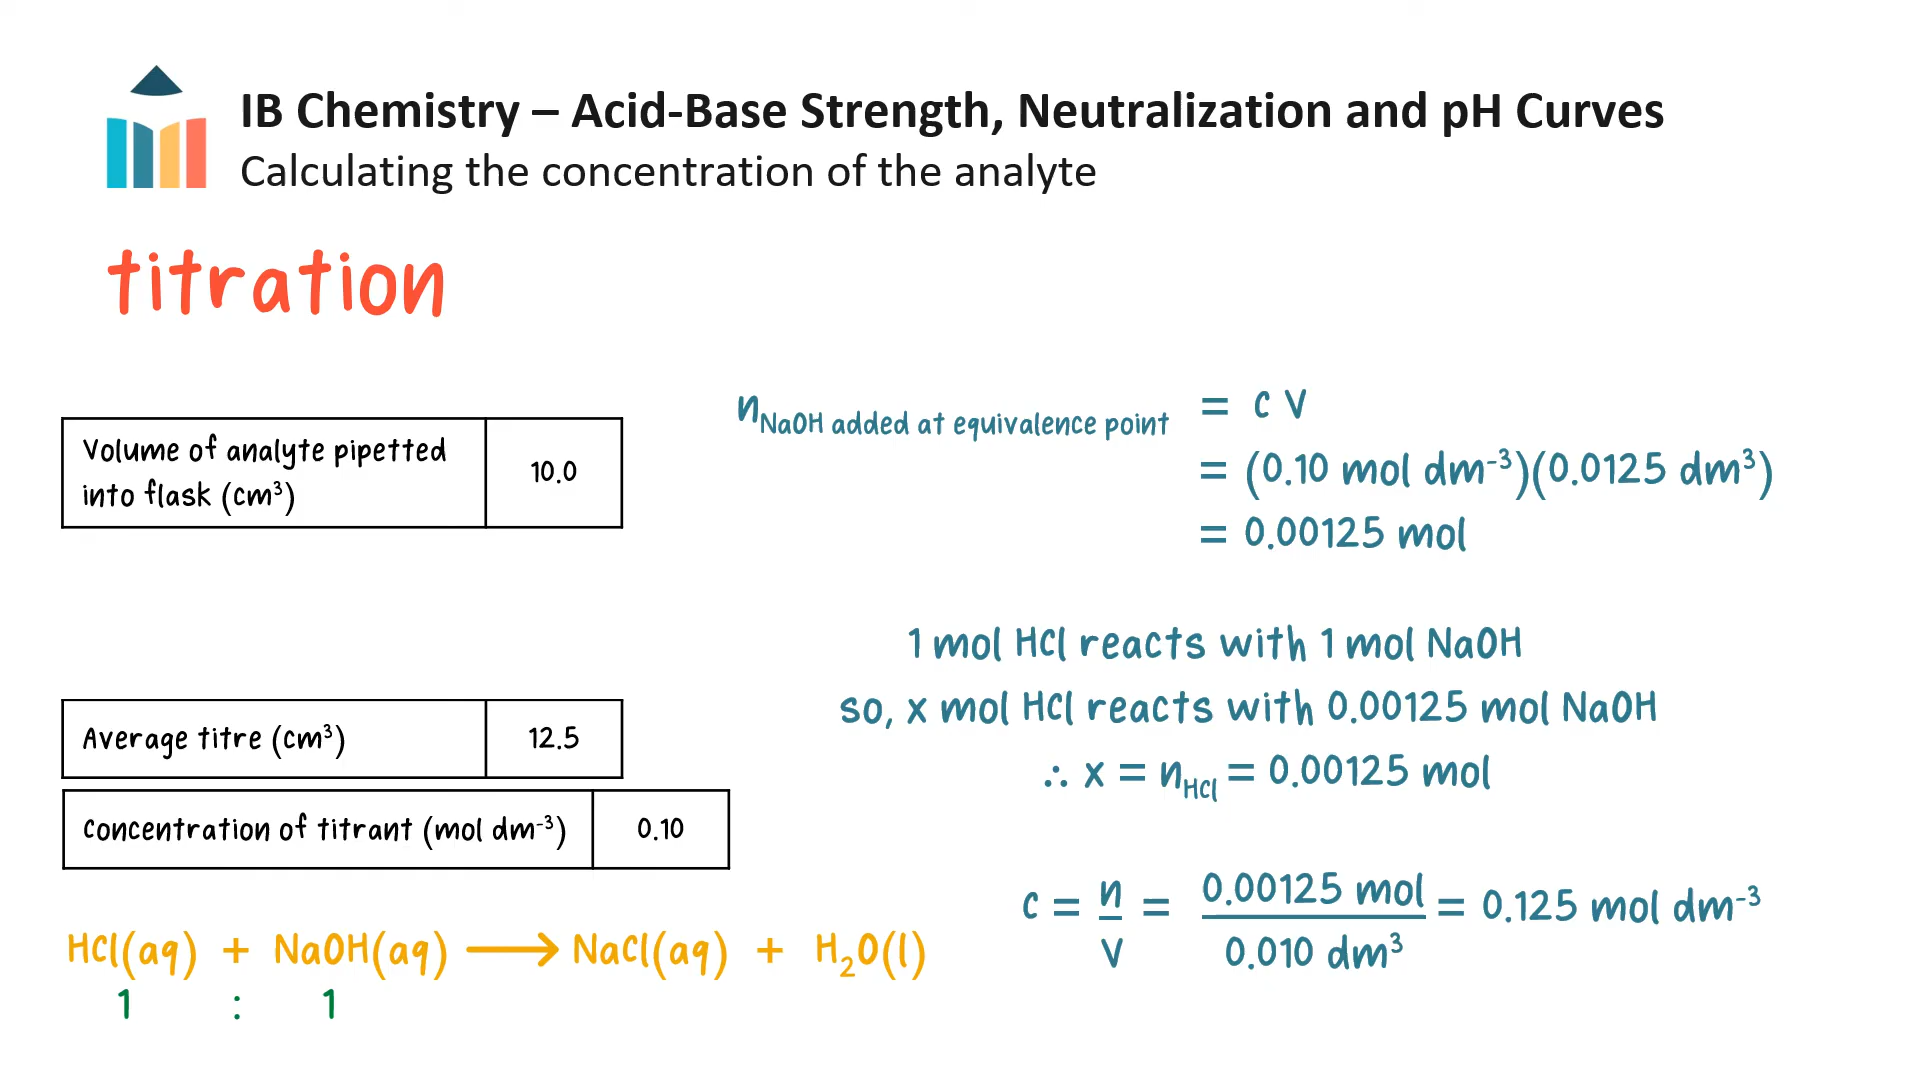 IB Chemistry – Acid-Base Strength, Neutralization and pH Curves
Calculating the concentration of the analyte
titration
Volume of analyte pipetted
into flask (cm³)
10.0
Average titre (cm³)
12.5
Concentration of titrant (mol dm⁻³)
0.10
HCl(aq) + NaOH(aq) ⟶ NaCl(aq) + H₂O(l)
1 : 1
n NaOH added at equivalence point = c V
= (0.10 mol dm⁻³)(0.0125 dm³)
= 0.00125 mol
1 mol HCl reacts with 1 mol NaOH
so, x mol HCl reacts with 0.00125 mol NaOH
∴ x = n HCl = 0.00125 mol
c = n/V = 0.00125 mol/0.010 dm³ = 0.125 mol dm⁻³